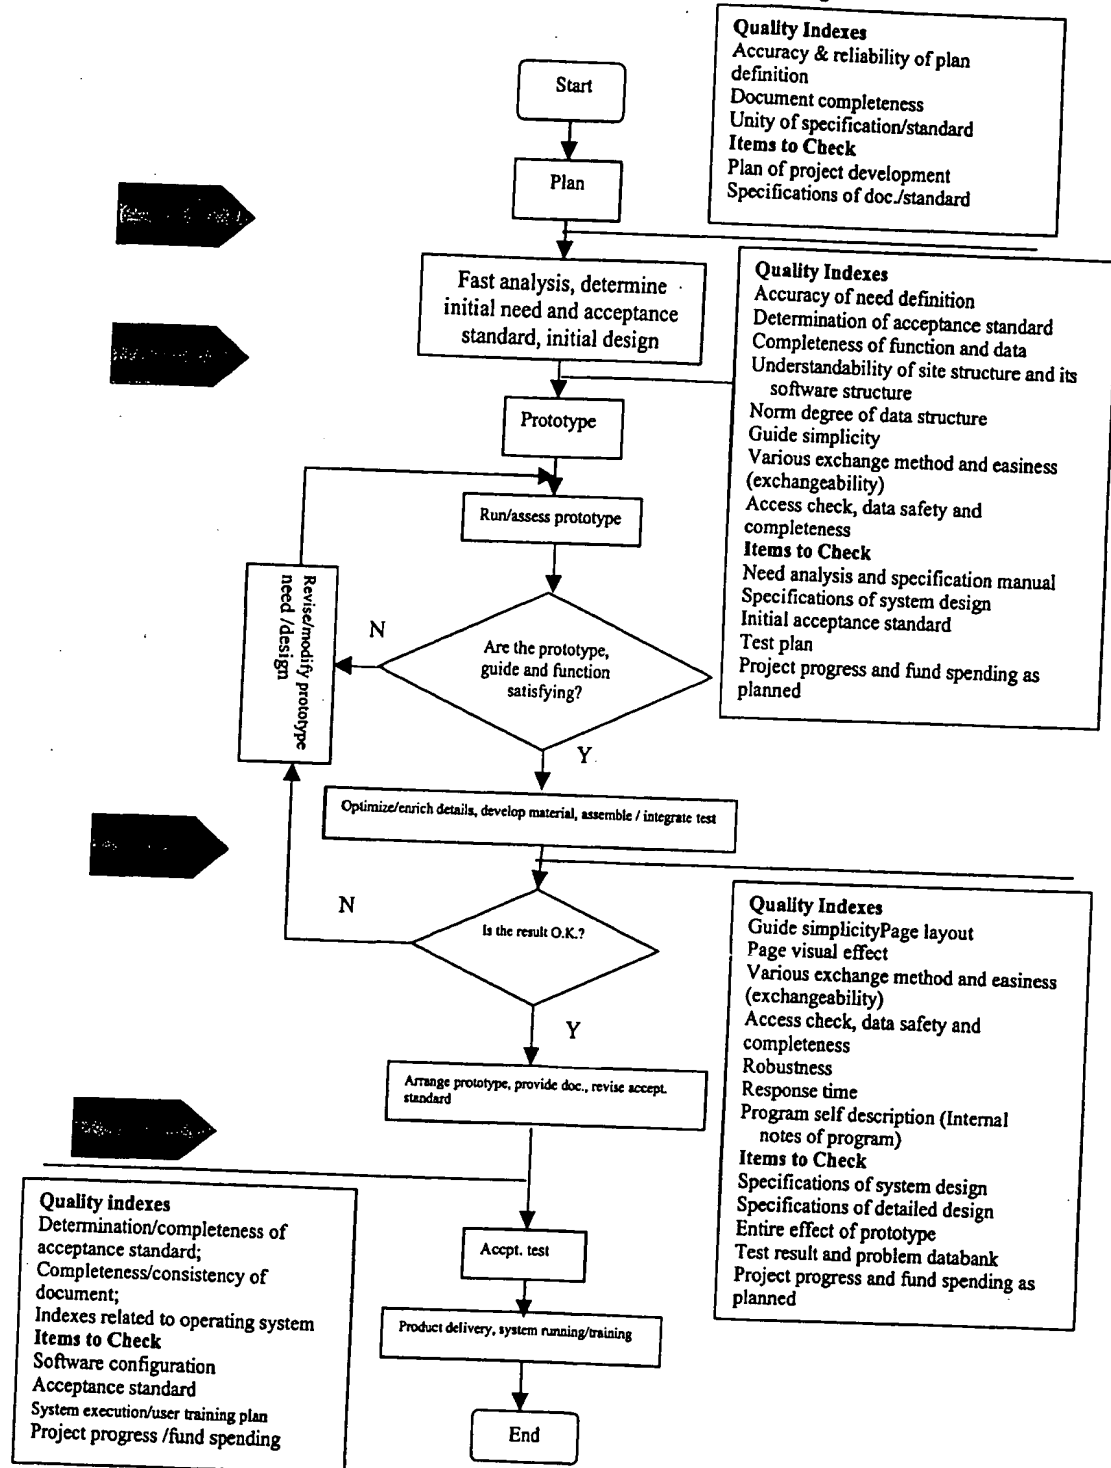 Quality Indexes
Accuracy & reliability of plan
definition
Document completeness
Unity of specification/standard
Items to Check
Plan of project development
Specifications of doc./standard
Start
Plan
Fast analysis, determine
initial need and acceptance
standard, initial design
Quality Indexes
Accuracy of need definition
Determination of acceptance standard
Completeness of function and data
Understandability of site structure and its
software structure
Norm degree of data structure
Guide simplicity
Various exchange method and easiness
(exchangeability)
Access check, data safety and
completeness
Items to Check
Need analysis and specification manual
Specifications of system design
Initial acceptance standard
Test plan
Project progress and fund spending as
planned
Prototype
Run/assess prototype
Revise/modify prototype
need /design
N
Are the prototype,
guide and function
satisfying?
Y
Optimize/enrich details, develop material, assemble / integrate test
N
Is the result O.K.?
Y
Quality Indexes
Guide simplicityPage layout
Page visual effect
Various exchange method and easiness
(exchangeability)
Access check, data safety and
completeness
Robustness
Response time
Program self description (Internal
notes of program)
Items to Check
Specifications of system design
Specifications of detailed design
Entire effect of prototype
Test result and problem databank
Project progress and fund spending as
planned
Arrange prototype, provide doc., revise accept.
standard
Quality indexes
Determination/completeness of
acceptance standard;
Completeness/consistency of
document;
Indexes related to operating system
Items to Check
Software configuration
Acceptance standard
System execution/user training plan
Project progress /fund spending
Accpt. test
Product delivery, system running/training
End